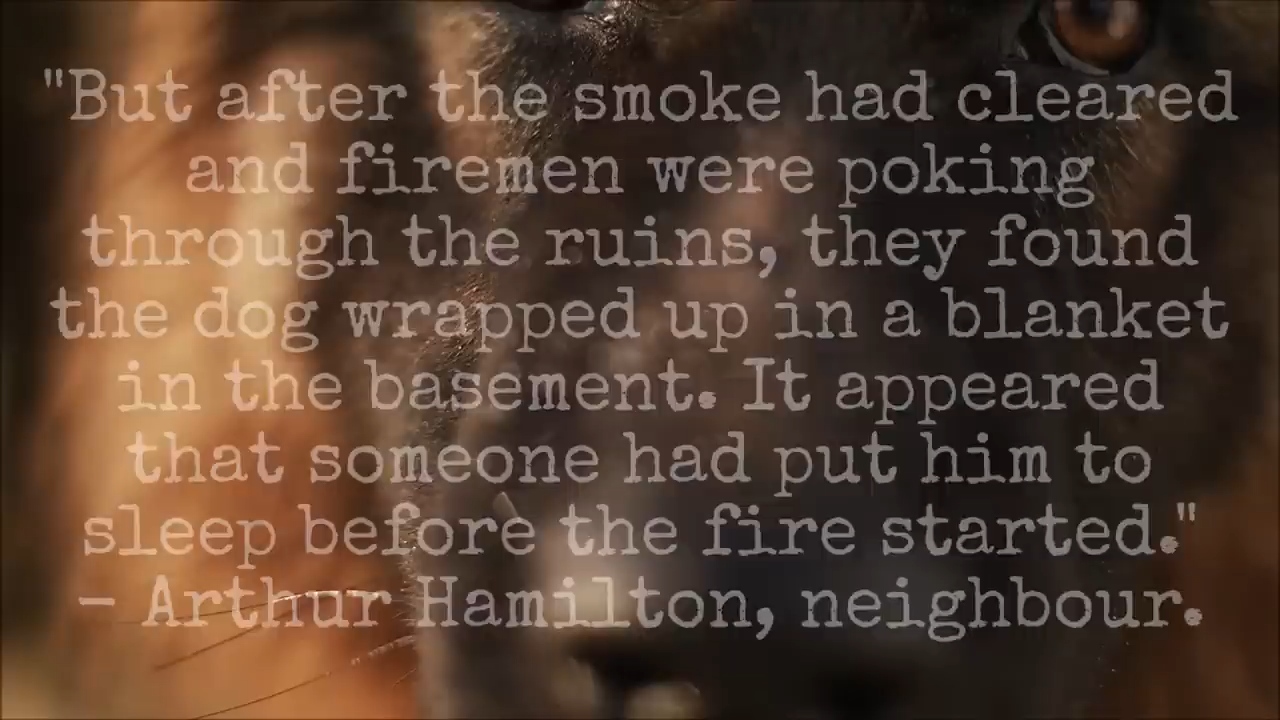 "But after the smoke had cleared
and firemen were poking
through the ruins, they found
the dog wrapped up in a blanket
in the basement. It appeared
that someone had put him to
sleep before the fire started."
- Arthur Hamilton, neighbour.